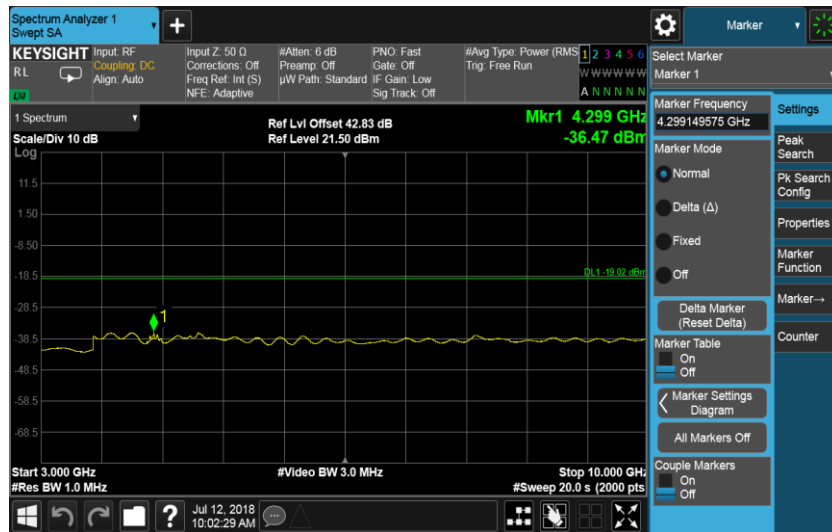 Spectrum Analyzer 1
Swept SA
+
Marker
KEYSIGHT
RL
LXI
Input: RF
Coupling: DC
Align: Auto
Input Z: 50 Ω
Corrections: Off
Freq Ref: Int (S)
NFE: Adaptive
#Atten: 6 dB
Preamp: Off
µW Path: Standard
PNO: Fast
Gate: Off
IF Gain: Low
Sig Track: Off
#Avg Type: Power (RMS
Trig: Free Run
1 2 3 4 5 6
W W W W W W
A N N N N N
Select Marker
Marker 1
1 Spectrum
Scale/Div 10 dB
Log
Ref Lvl Offset 42.83 dB
Ref Level 21.50 dBm
Mkr1 4.299 GHz
-36.47 dBm
11.5
1.50
-8.50
-18.5
-28.5
-38.5
-48.5
-58.5
-68.5
DL1 -19.02 dBm
1
Start 3.000 GHz
#Res BW 1.0 MHz
#Video BW 3.0 MHz
Stop 10.000 GHz
#Sweep 20.0 s (2000 pts
Marker Frequency
4.299149575 GHz
Marker Mode
Normal
Delta (Δ)
Fixed
Off
Delta Marker
(Reset Delta)
Marker Table
On
Off
Marker Settings
Diagram
All Markers Off
Couple Markers
On
Off
Settings
Peak
Search
Pk Search
Config
Properties
Marker
Function
Marker→
Counter
?
Jul 12, 2018
10:02:29 AM